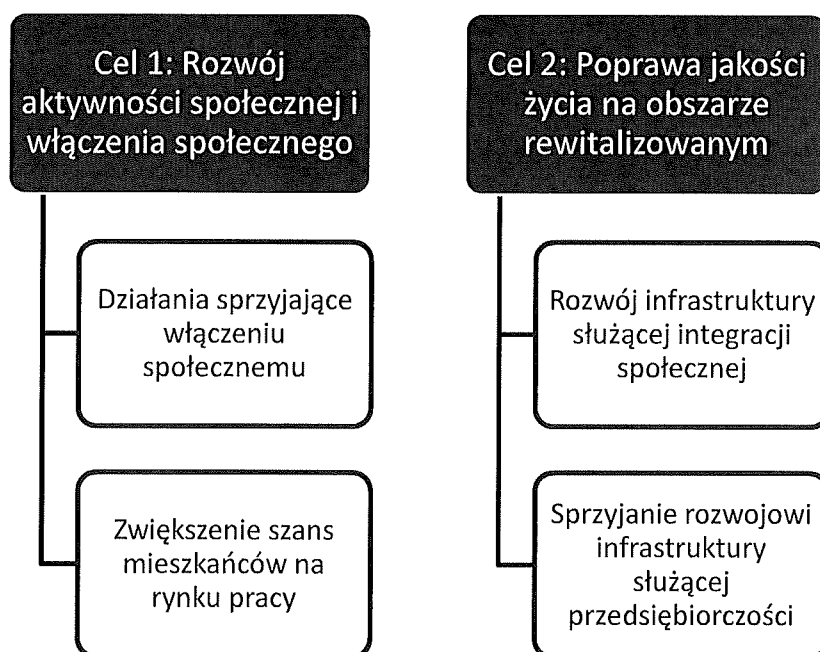 Cel 1: Rozwój
aktywności społecznej i
włączenia społecznego
Działania sprzyjające
włączeniu
społecznemu
Zwiększenie szans
mieszkańców na
rynku pracy
Cel 2: Poprawa jakości
życia na obszarze
rewitalizowanym
Rozwój infrastruktury
służącej integracji
społecznej
Sprzyjanie rozwojowi
infrastruktury
służącej
przedsiębiorczości